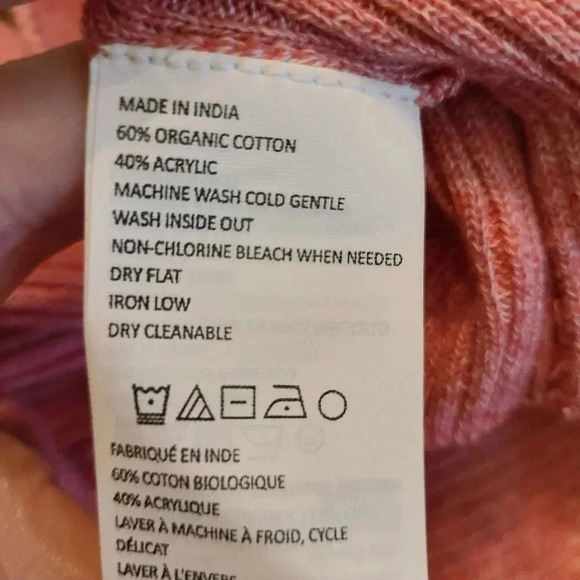 MADE IN INDIA
60% ORGANIC COTTON
40% ACRYLIC
MACHINE WASH COLD GENTLE
WASH INSIDE OUT
NON-CHLORINE BLEACH WHEN NEEDED
DRY FLAT
IRON LOW
DRY CLEANABLE
FABRIQUÉ EN INDE
60% COTON BIOLOGIQUE
40% ACRYLIQUE
LAVER À MACHINE À FROID, CYCLE
DÉLICAT
LAVER À L'ENVERS